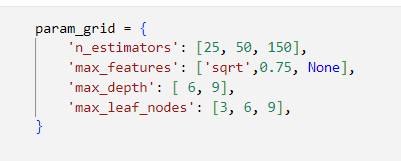 param_grid = {
    'n_estimators': [25, 50, 150],
    'max_features': ['sqrt',0.75, None],
    'max_depth': [ 6, 9],
    'max_leaf_nodes': [3, 6, 9],
}